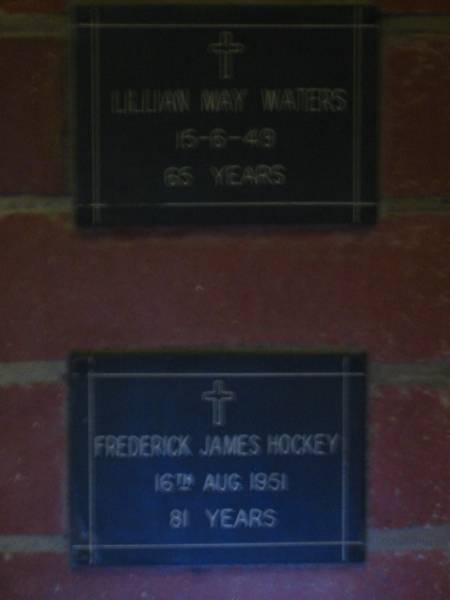 LILLIAN MAY WATERS
15-6-49
65 YEARS
FREDERICK JAMES HOCKEY
16TH AUG. 1951
81 YEARS